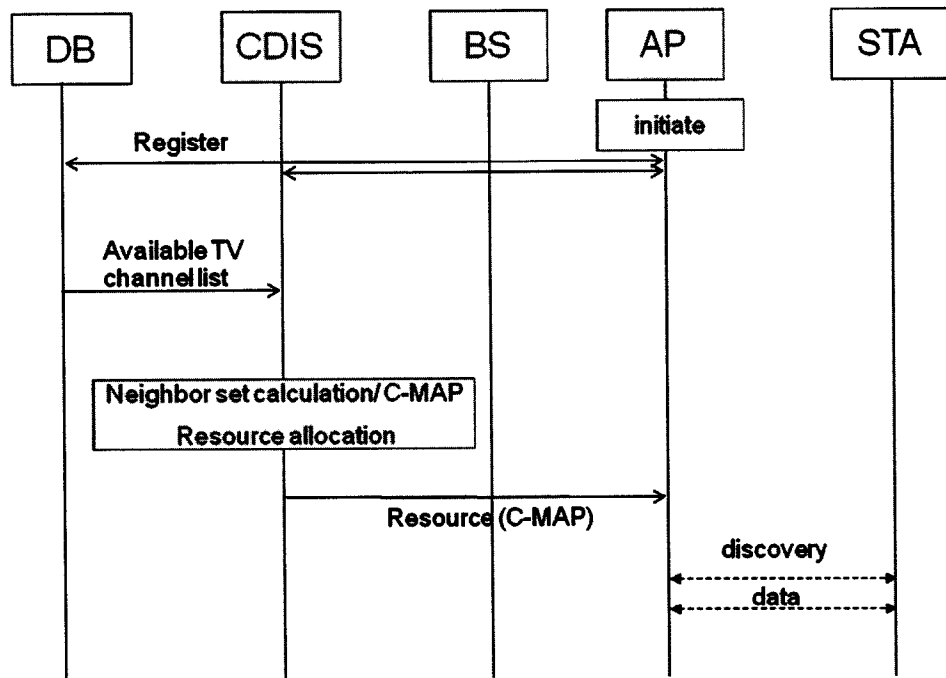 DB
CDIS
BS
AP
STA
initiate
Register
Available TV
channel list
Neighbor set calculation/ C-MAP
Resource allocation
Resource (C-MAP)
discovery
data